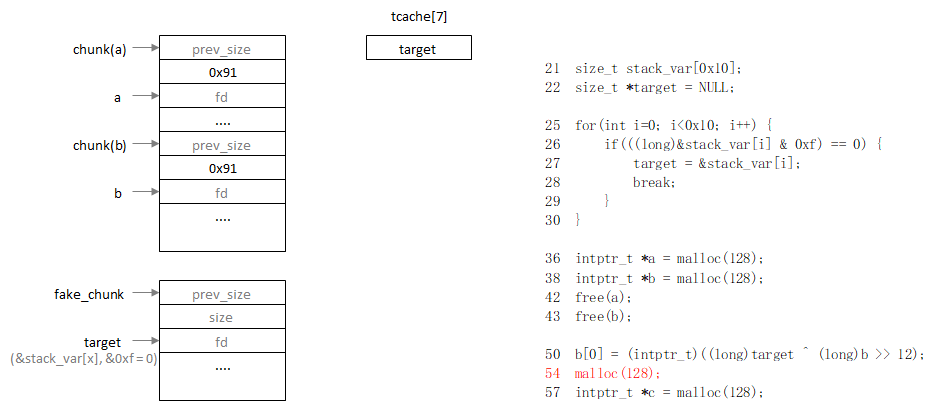 tcache[7]
target
chunk(a)
prev_size
0x91
a
fd
....
chunk(b)
prev_size
0x91
b
fd
....
fake_chunk
prev_size
size
target
fd
(&stack_var[x], &0xf = 0)
....
21 size_t stack_var[0x10];
22 size_t *target = NULL;
25 for(int i=0; i<0x10; i++) {
26 if(((long)&stack_var[i] & 0xf) == 0) {
27 target = &stack_var[i];
28 break;
29 }
30 }
36 intptr_t *a = malloc(128);
38 intptr_t *b = malloc(128);
42 free(a);
43 free(b);
50 b[0] = (intptr_t)((long)target ^ (long)b >> 12);
54 malloc(128);
57 intptr_t *c = malloc(128);